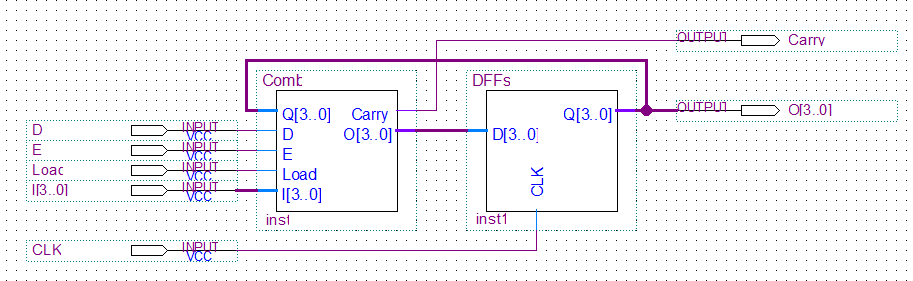 OUTPUT
Carry
Comb
DFFs
Q[3..0]
Carry
Q[3..0]
OUTPUT
O[3..0]
D
INPUT
VCC
D
O[3..0]
D[3..0]
E
INPUT
VCC
E
Load
INPUT
VCC
Load
CLK
I[3..0]
INPUT
VCC
I[3..0]
inst
inst1
CLK
INPUT
VCC